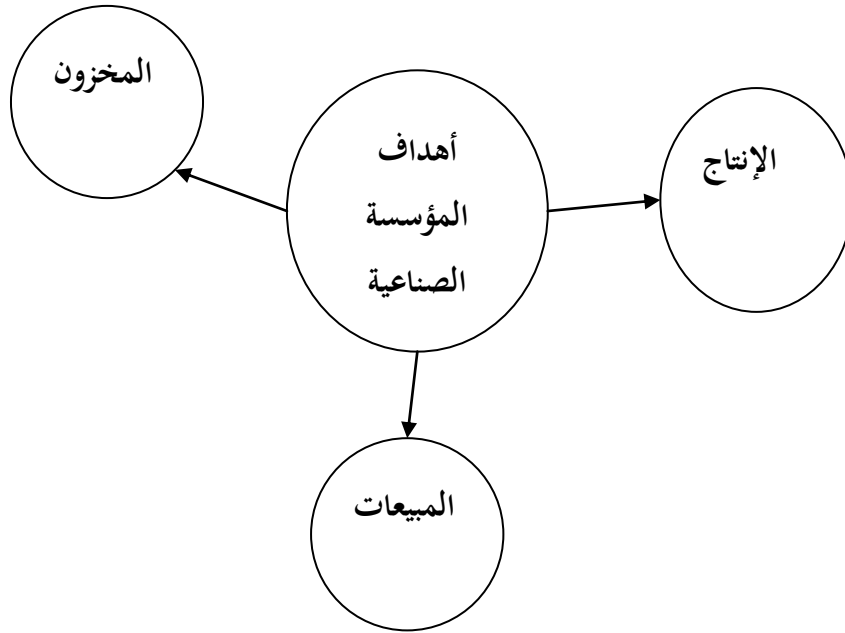 المخزون
أهداف
المؤسسة
الصناعية
الإنتاج
المبيعات